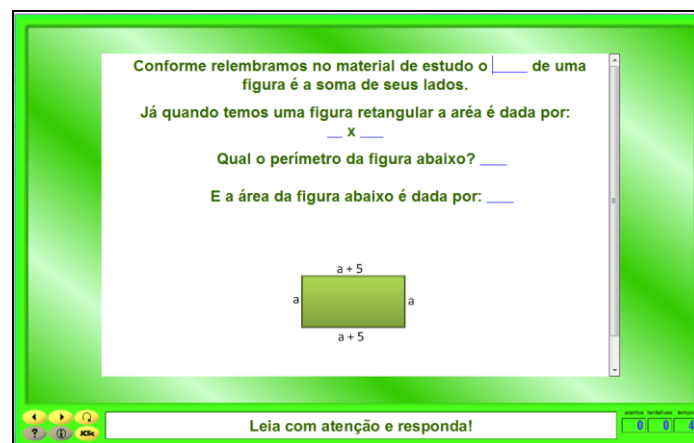 Conforme relembramos no material de estudo o ____ de uma
figura é a soma de seus lados.
Já quando temos uma figura retangular a aréa é dada por:
__ x ___
Qual o perímetro da figura abaixo? ___
E a área da figura abaixo é dada por: ___
a + 5
a
a
a + 5
? i JClic
Leia com atenção e responda!
acertos tentativas tempo
0 0 4